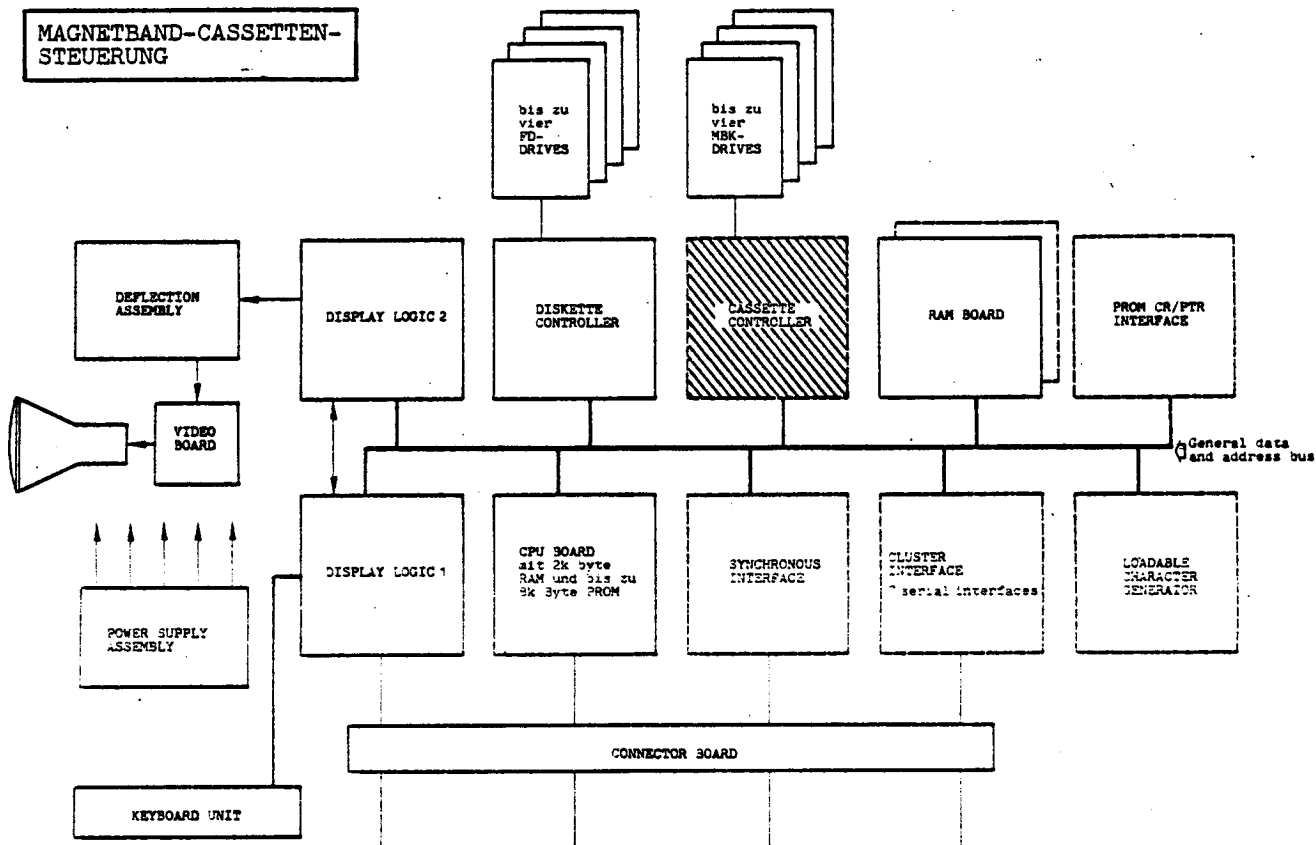 MAGNETBAND-CASSETTEN-
STEUERUNG
bis zu
vier
FD-
DRIVES
bis zu
vier
MBK-
DRIVES
DEFLECTION
ASSEMBLY
DISPLAY LOGIC 2
DISKETTE
CONTROLLER
CASSETTE
CONTROLLER
RAM BOARD
PROM CR/PTR
INTERFACE
VIDEO
BOARD
General data
and address bus
DISPLAY LOGIC 1
CPU BOARD
mit 2k byte
RAM und bis zu
8k Byte PROM
SYNCHRONOUS
INTERFACE
CLUSTER
INTERFACE
serial interfaces
LOADABLE
CHARACTER
GENERATOR
POWER SUPPLY
ASSEMBLY
CONNECTOR BOARD
KEYBOARD UNIT